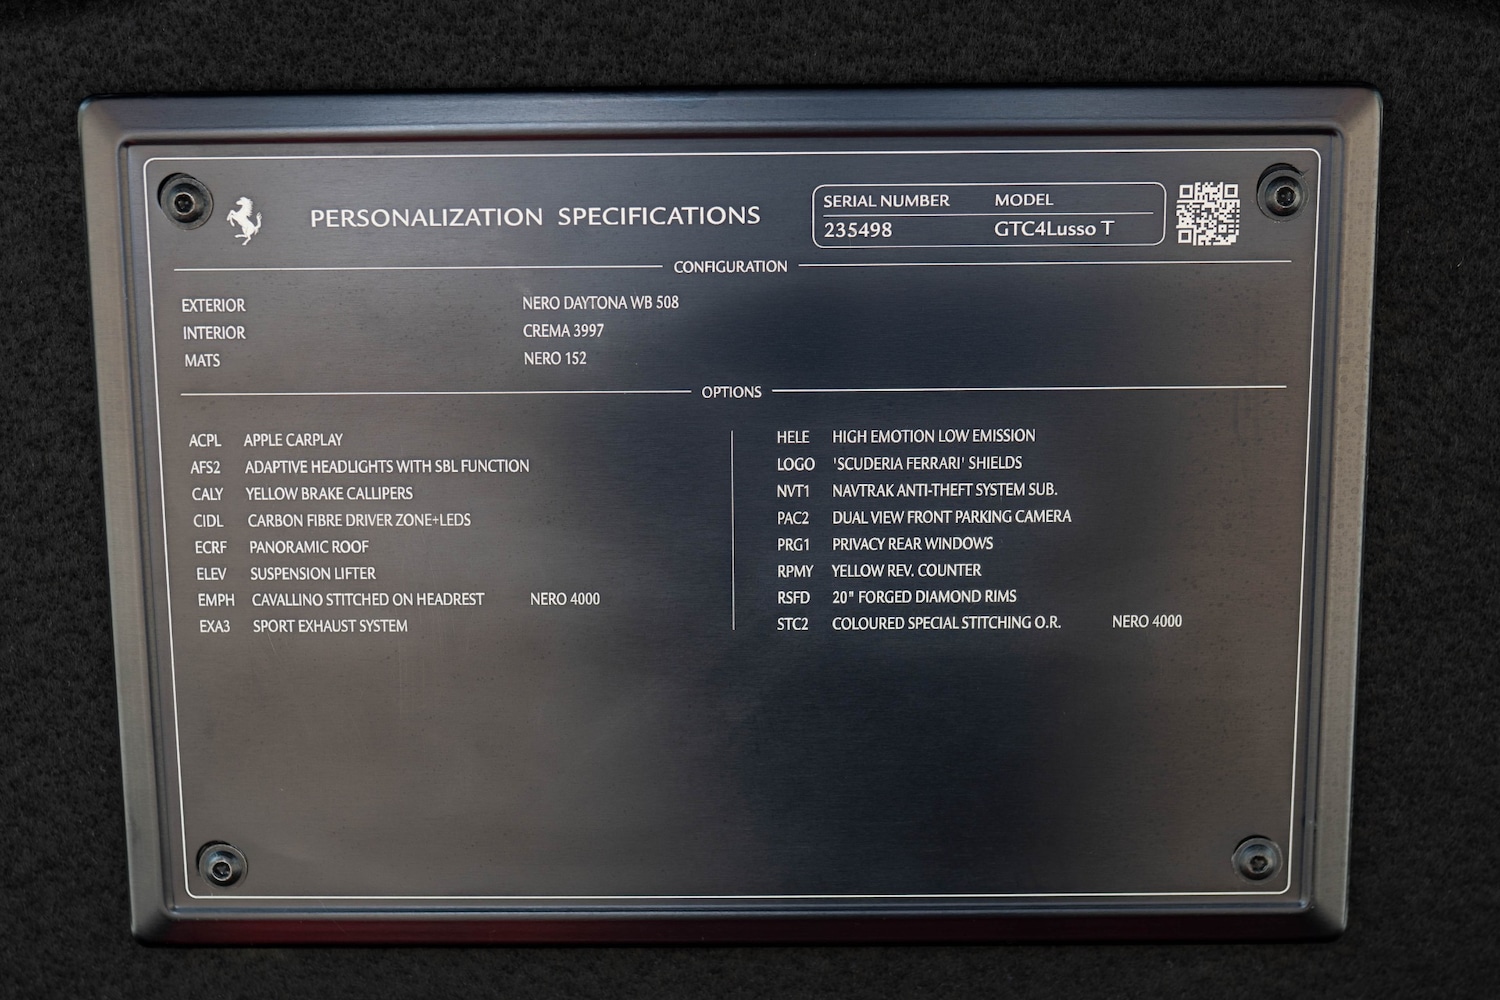 PERSONALIZATION SPECIFICATIONS
SERIAL NUMBER MODEL
235498 GTC4Lusso T
CONFIGURATION
EXTERIOR NERO DAYTONA WB 508
INTERIOR CREMA 3997
MATS NERO 152
OPTIONS
ACPL APPLE CARPLAY
AFS2 ADAPTIVE HEADLIGHTS WITH SBL FUNCTION
CALY YELLOW BRAKE CALLIPERS
CIDL CARBON FIBRE DRIVER ZONE+LEDS
ECRF PANORAMIC ROOF
ELEV SUSPENSION LIFTER
EMPH CAVALLINO STITCHED ON HEADREST NERO 4000
EXA3 SPORT EXHAUST SYSTEM
HELE HIGH EMOTION LOW EMISSION
LOGO 'SCUDERIA FERRARI' SHIELDS
NVT1 NAVTRAK ANTI-THEFT SYSTEM SUB.
PAC2 DUAL VIEW FRONT PARKING CAMERA
PRG1 PRIVACY REAR WINDOWS
RPMY YELLOW REV. COUNTER
RSFD 20" FORGED DIAMOND RIMS
STC2 COLOURED SPECIAL STITCHING O.R. NERO 4000